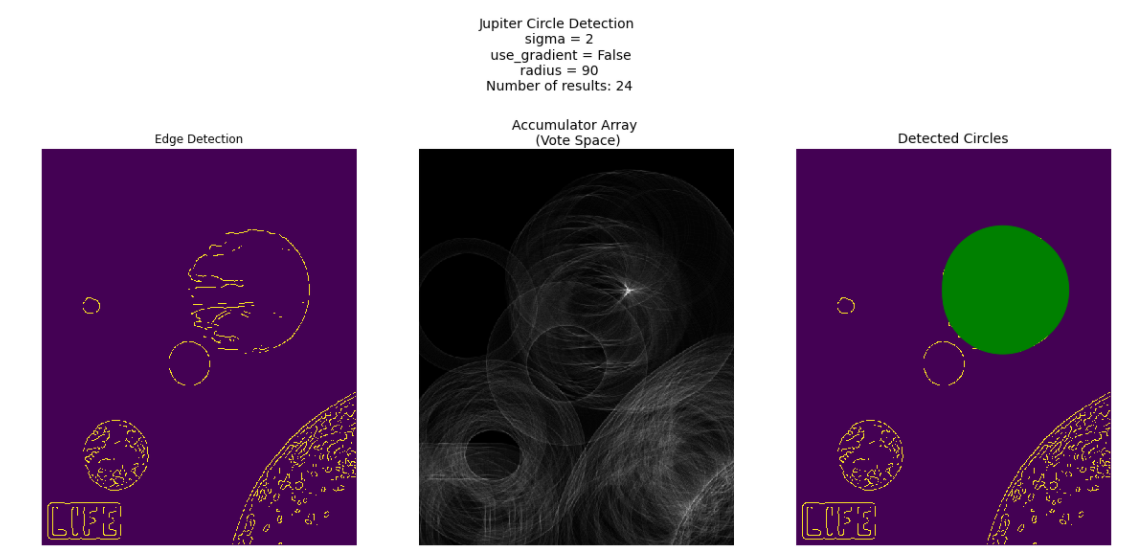 Jupiter Circle Detection
sigma = 2
use_gradient = False
radius = 90
Number of results: 24
Edge Detection
Accumulator Array
(Vote Space)
Detected Circles
LIFE
LIFE